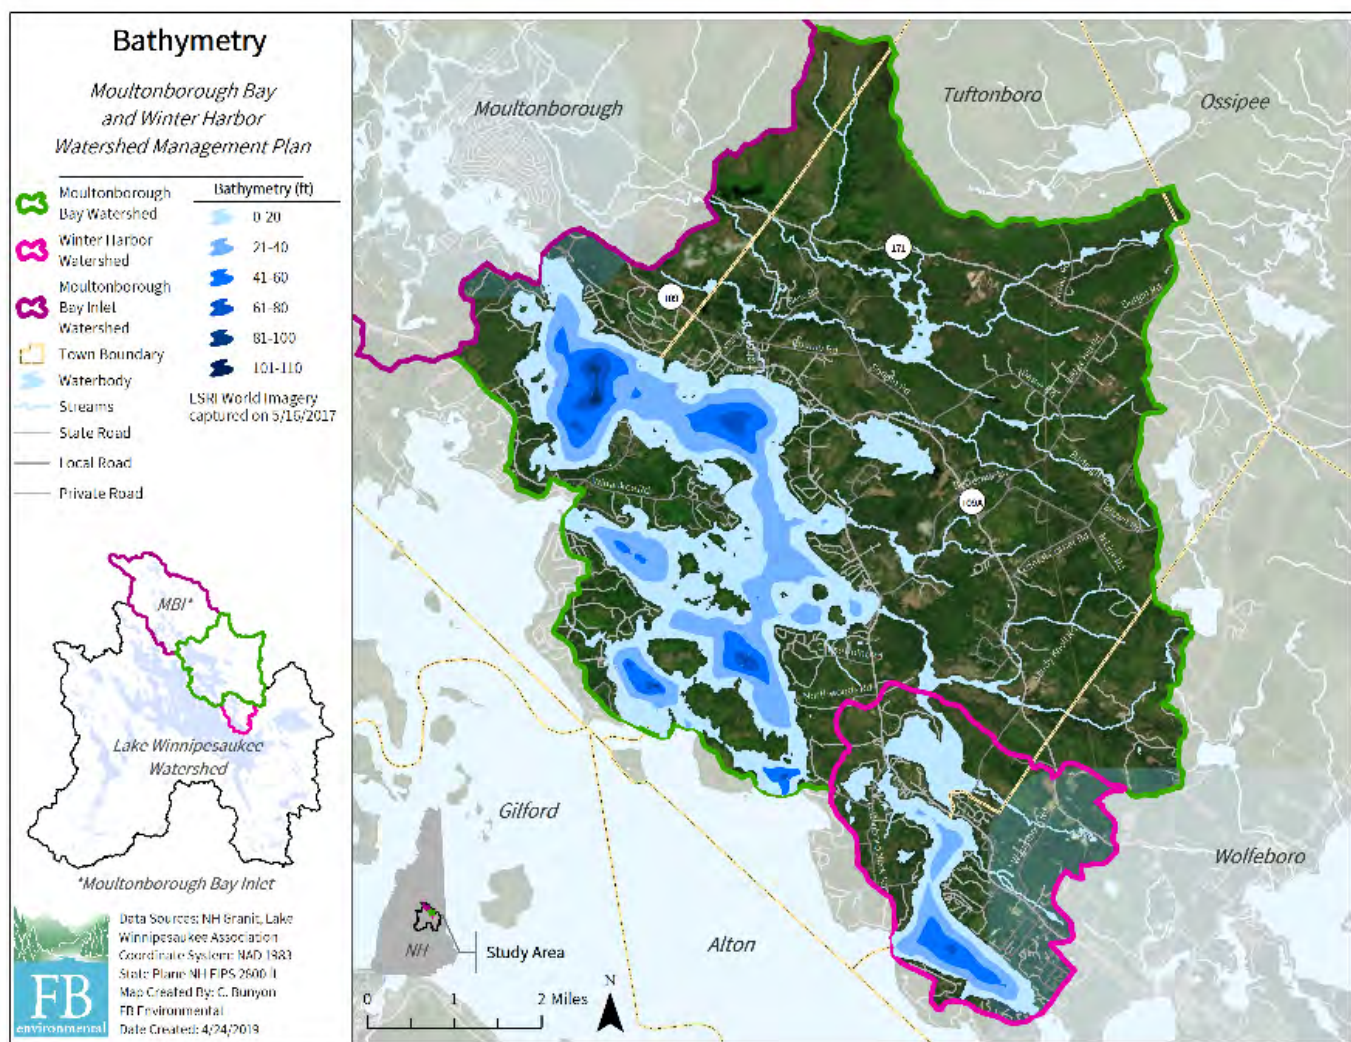 Bathymetry
Moultonborough Bay
and Winter Harbor
Watershed Management Plan
Moultonborough
Bay Watershed
Winter Harbor
Watershed
Moultonborough
Bay Inlet
Watershed
Town Boundary
Waterbody
Streams
State Road
Local Road
Private Road
Bathymetry (ft)
0-20
21-40
41-60
61-80
81-100
101-110
ESRI World Imagery
captured on 5/16/2017
MBI*
Lake Winnipesaukee
Watershed
*Moultonborough Bay Inlet
FB
environmental
Data Sources: NH Granit, Lake
Winnipesaukee Association
Coordinate System: NAD 1983
State Plane NH FIPS 2800 ft
Map Created By: C. Bunyon
FB Environmental
Date Created: 4/24/2019
Moultonborough
Tuftonboro
Ossipee
171
109
109A
Gilford
Alton
Wolfeboro
NH
Study Area
N
0 1 2 Miles